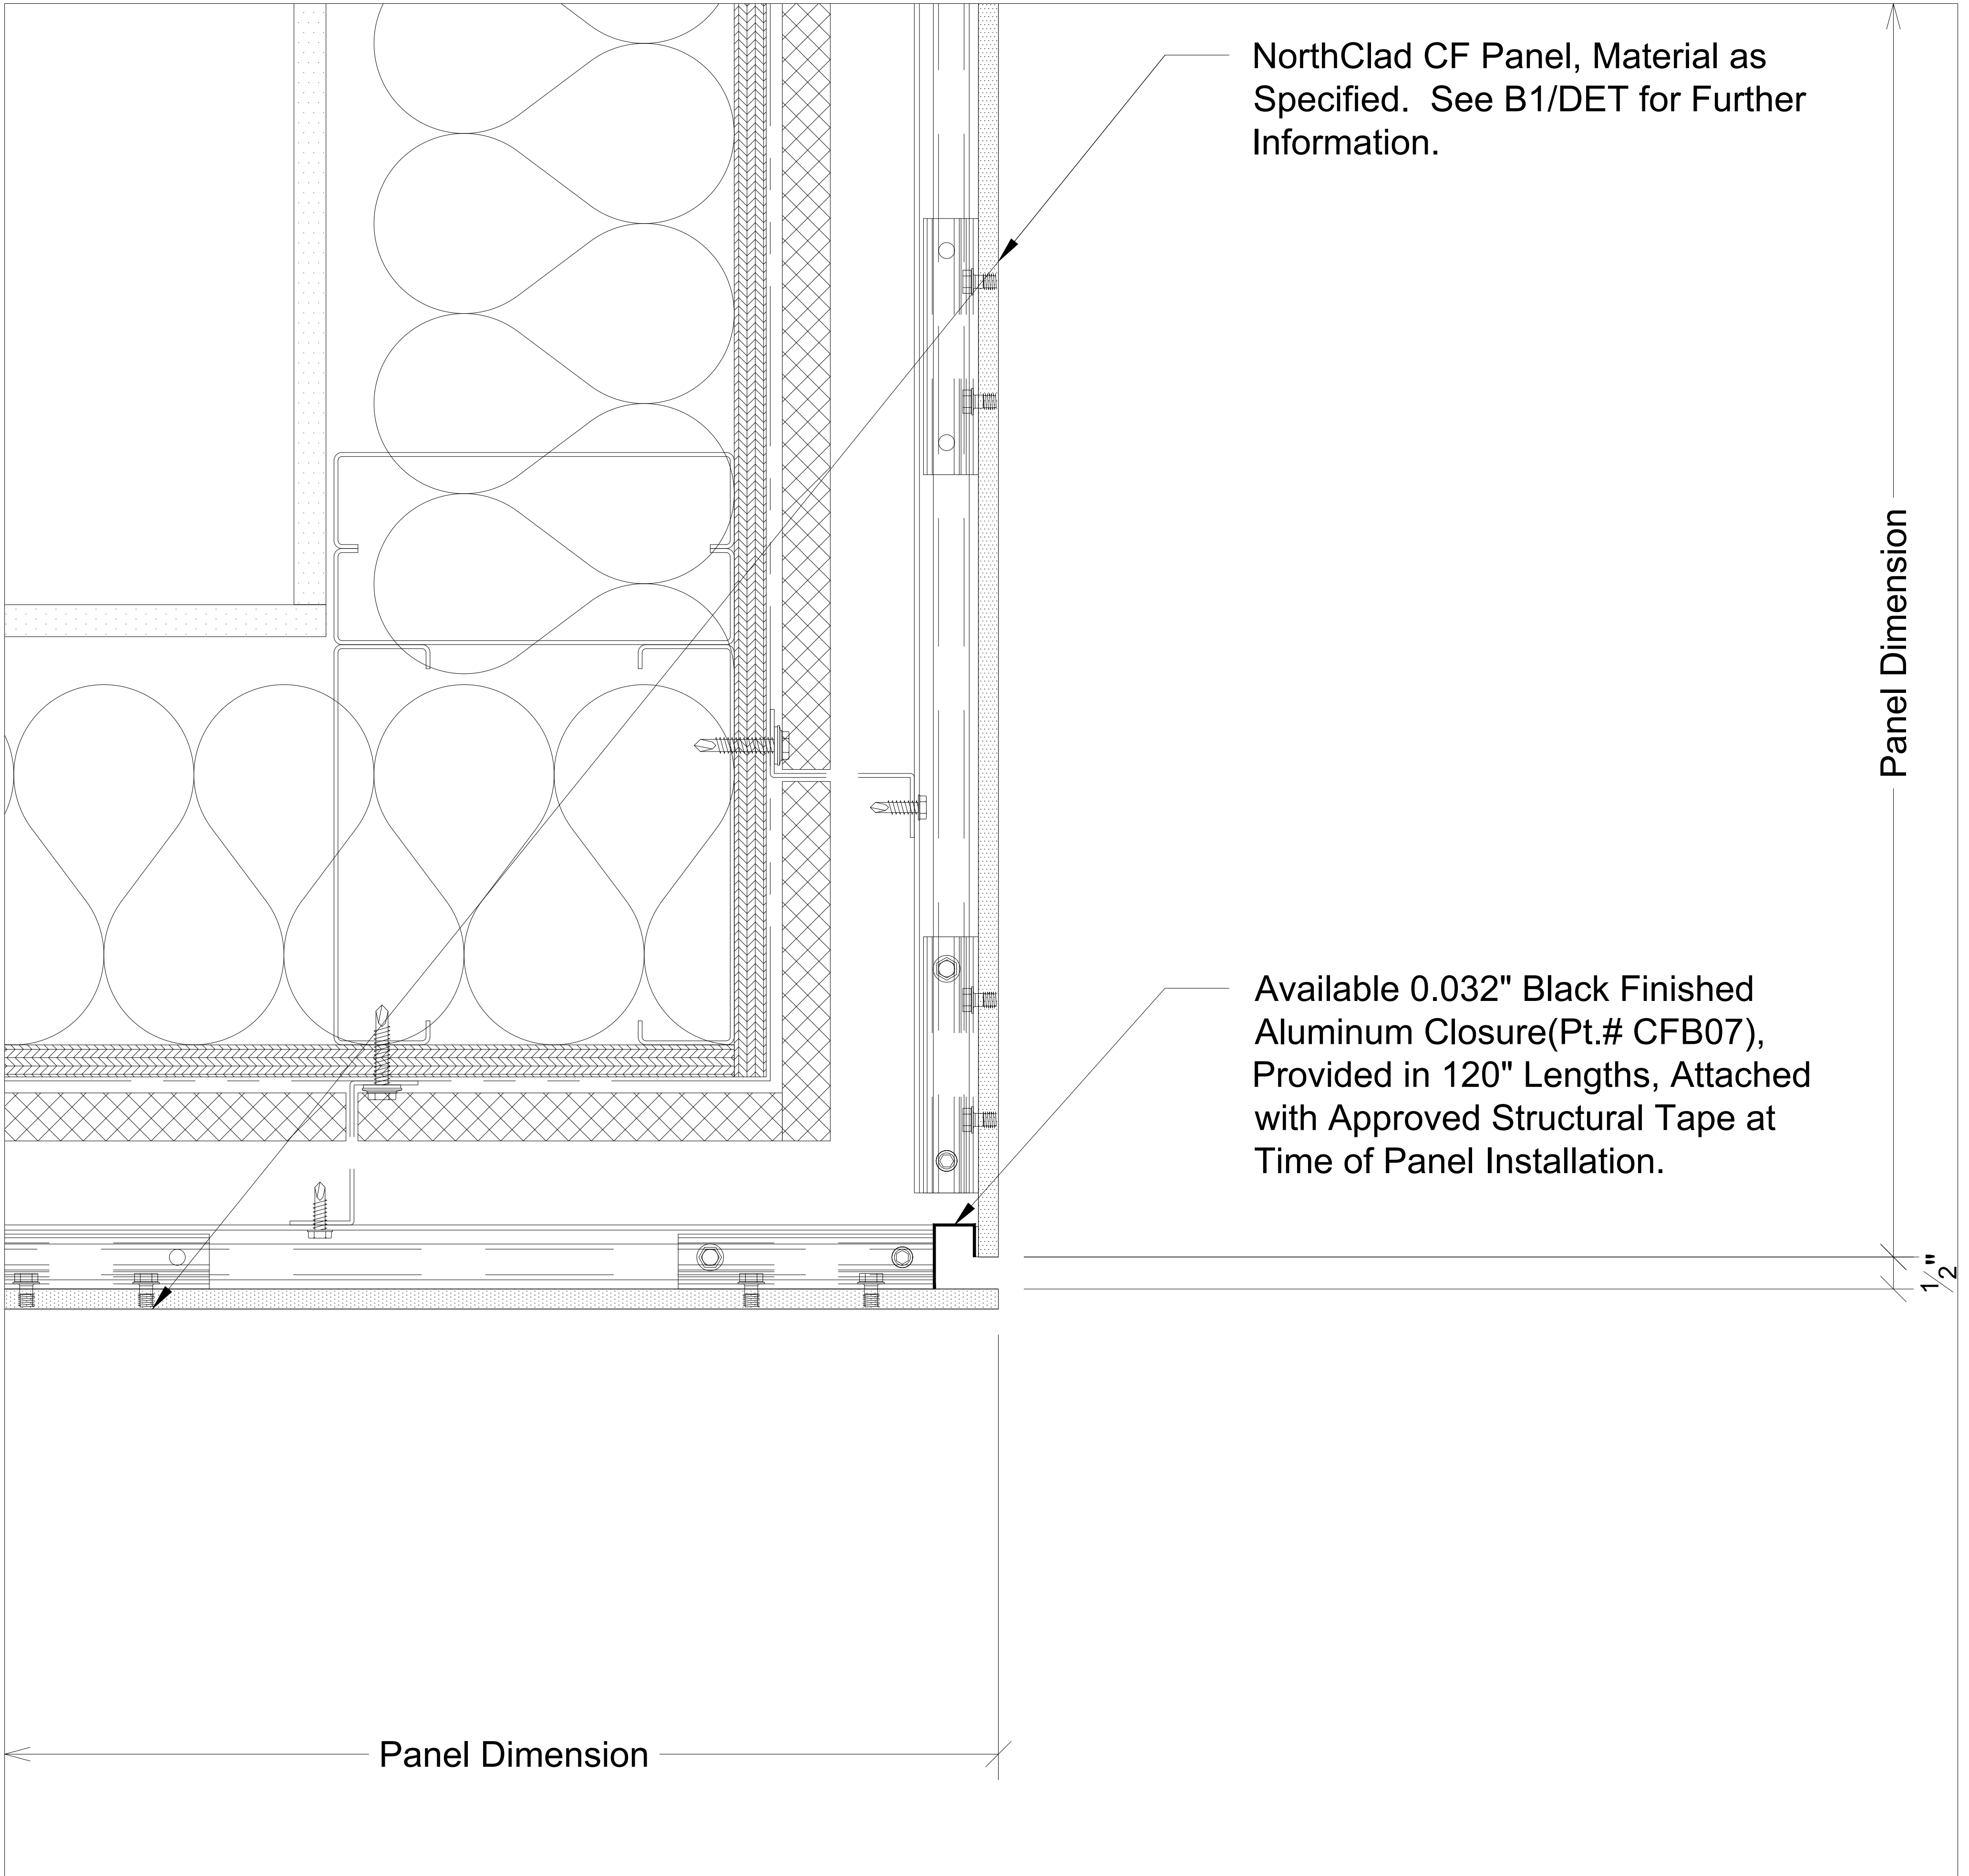 NorthClad CF Panel, Material as
Specified.  See B1/DET for Further
Information.
Panel Dimension
Available 0.032" Black Finished
Aluminum Closure(Pt.# CFB07),
Provided in 120" Lengths, Attached
with Approved Structural Tape at
Time of Panel Installation.
1/2"
Panel Dimension